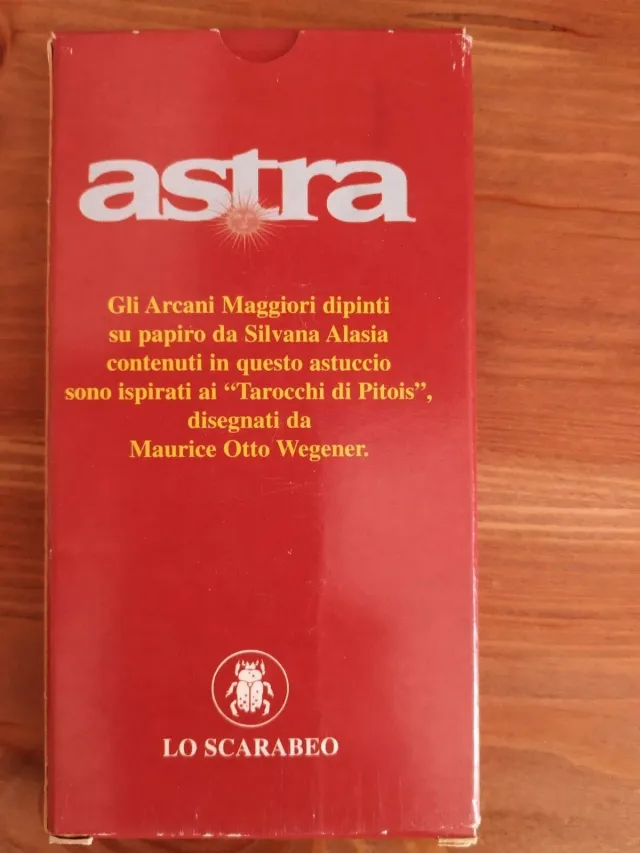 astra
Gli Arcani Maggiori dipinti
su papiro da Silvana Alasia
contenuti in questo astuccio
sono ispirati ai “Tarocchi di Pitois”,
disegnati da
Maurice Otto Wegener.
LO SCARABEO